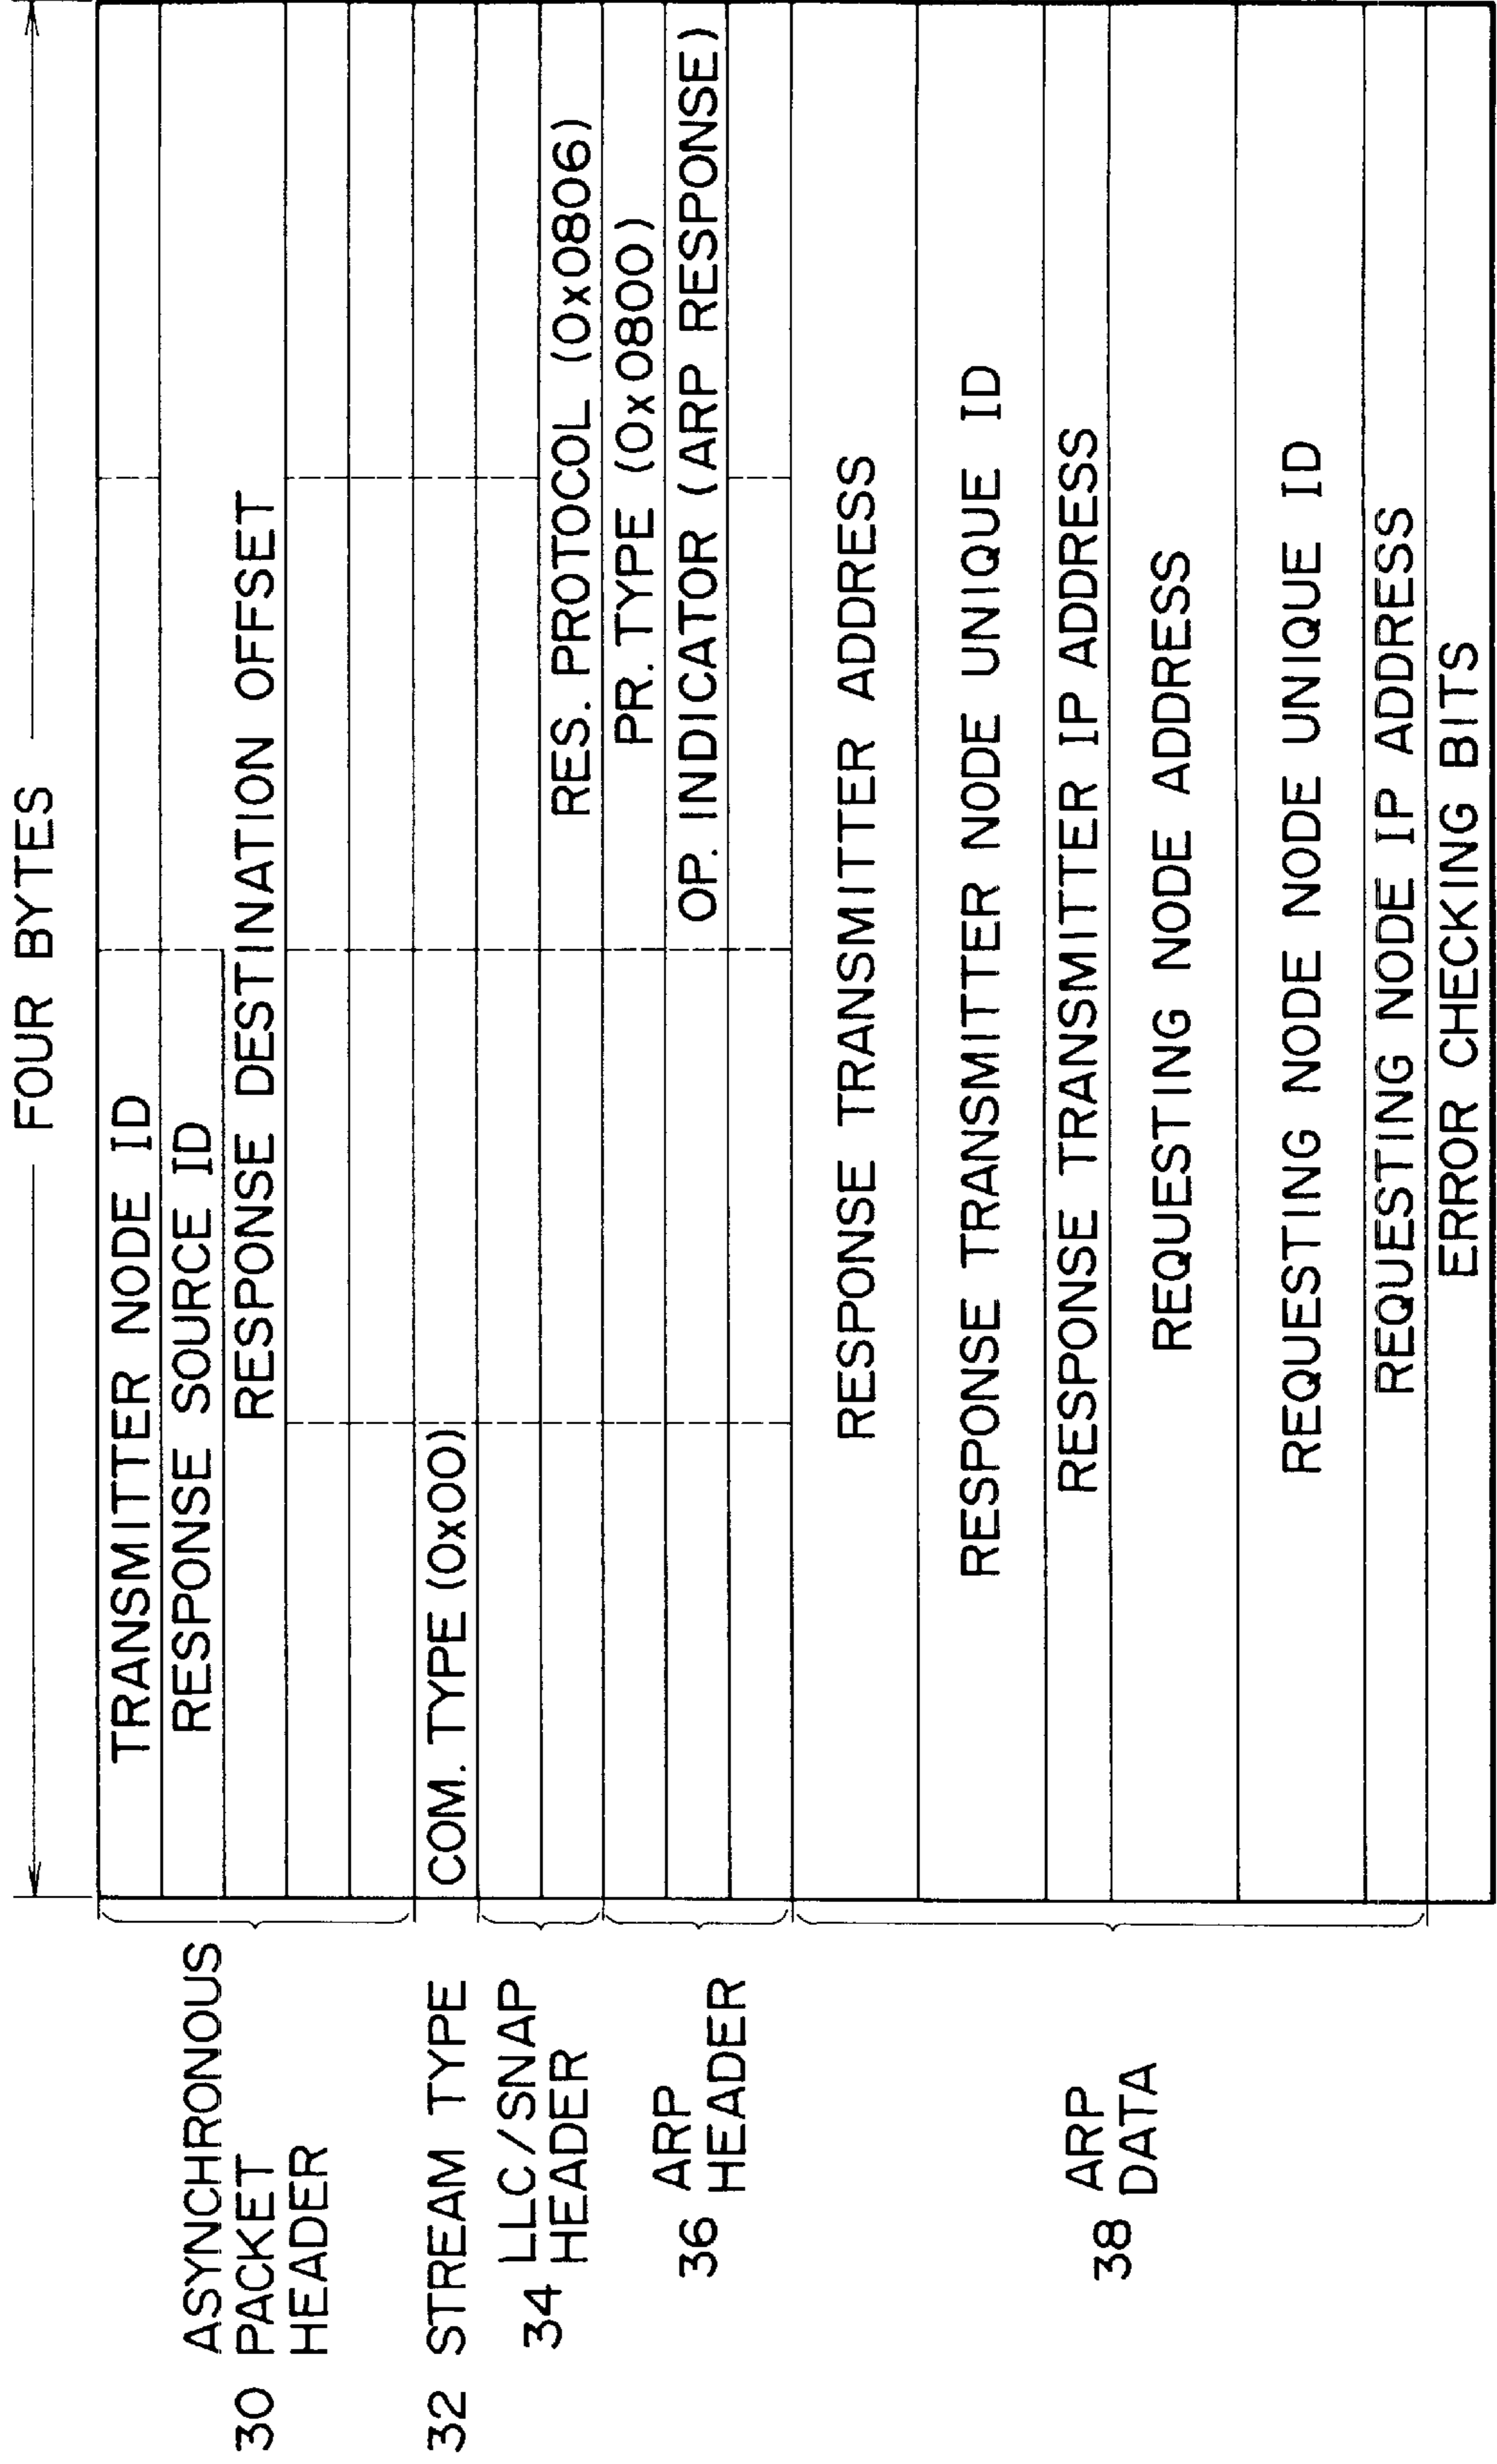 FOUR BYTES
TRANSMITTER NODE ID
RESPONSE SOURCE ID
RESPONSE DESTINATION OFFSET
ASYNCHRONOUS
30 PACKET
HEADER
32 STREAM TYPE
COM. TYPE (0x00)
34 LLC/SNAP
HEADER
RES. PROTOCOL (0x0806)
36 ARP
HEADER
PR. TYPE (0x0800)
OP. INDICATOR (ARP RESPONSE)
38 ARP
DATA
RESPONSE TRANSMITTER ADDRESS
RESPONSE TRANSMITTER NODE UNIQUE ID
RESPONSE TRANSMITTER IP ADDRESS
REQUESTING NODE ADDRESS
REQUESTING NODE NODE UNIQUE ID
REQUESTING NODE IP ADDRESS
ERROR CHECKING BITS